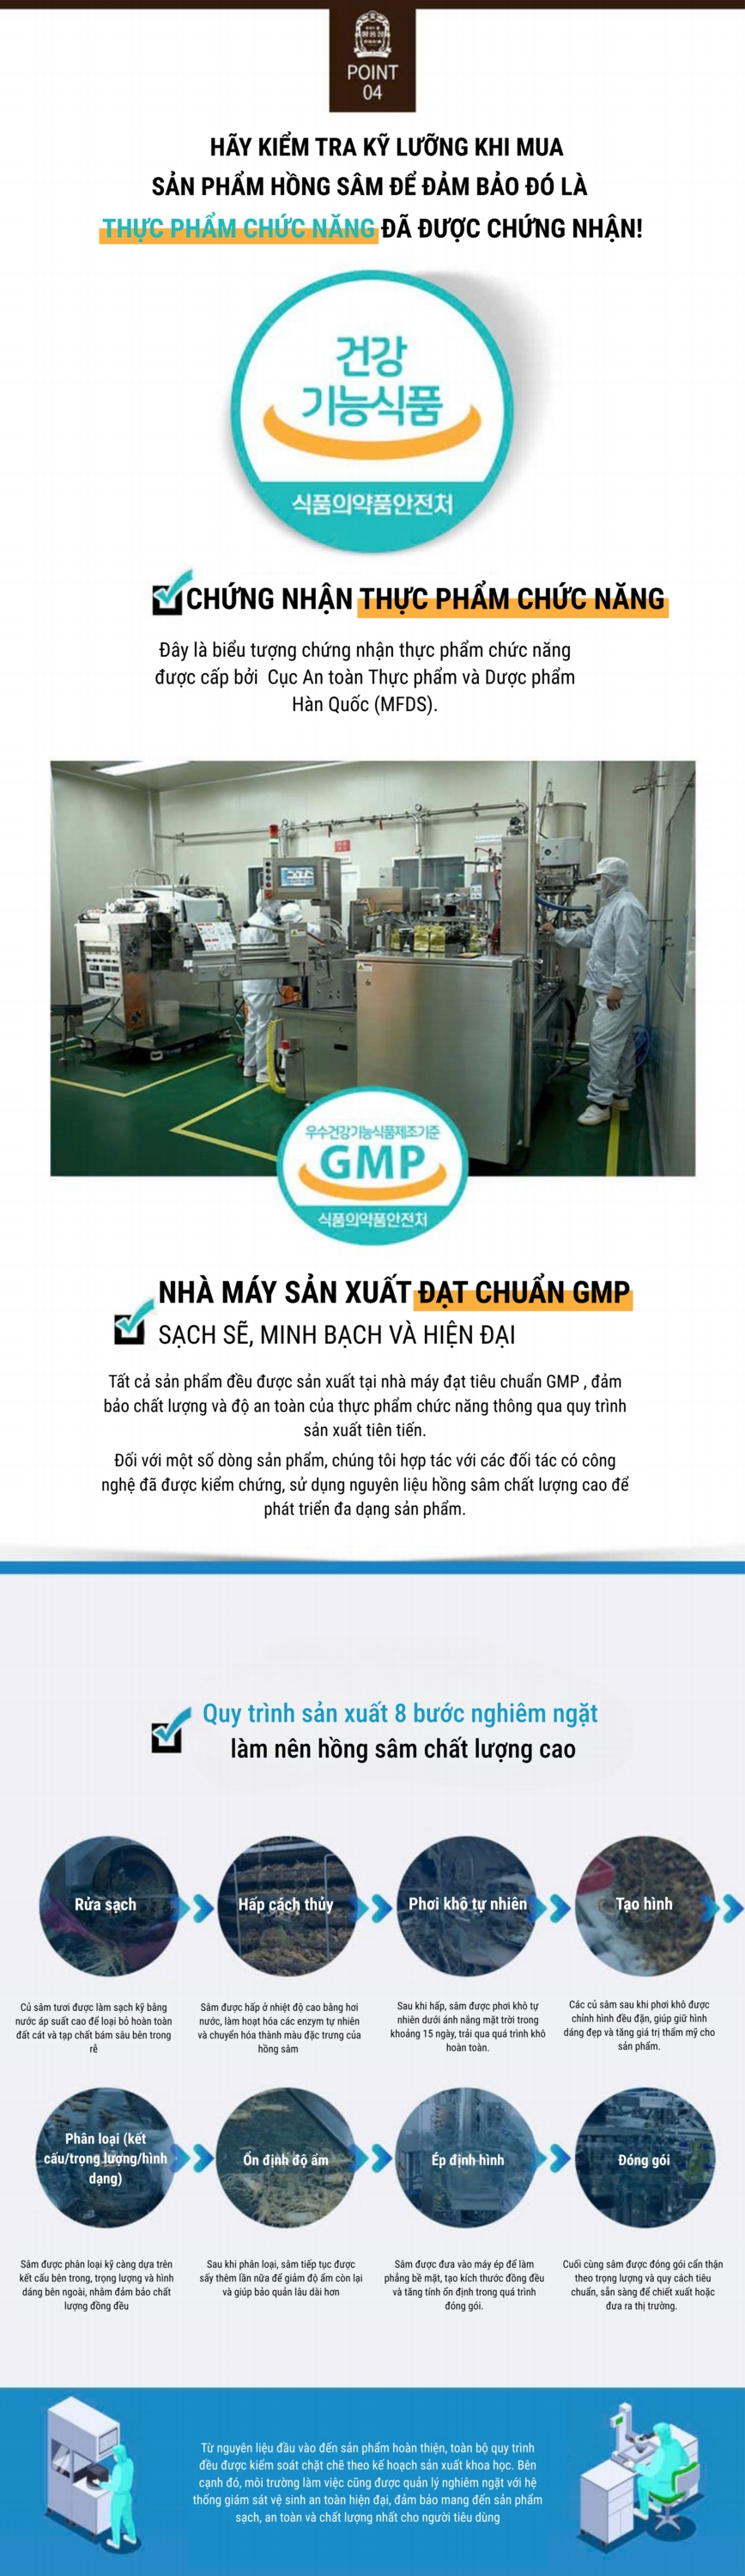 POINT
04
HÃY KIỂM TRA KỸ LƯỠNG KHI MUA
SẢN PHẨM HỒNG SÂM ĐỂ ĐẢM BẢO ĐÓ LÀ
THỰC PHẨM CHỨC NĂNG ĐÃ ĐƯỢC CHỨNG NHẬN!
건강
기능식품
식품의약품안전처
CHỨNG NHẬN THỰC PHẨM CHỨC NĂNG
Đây là biểu tượng chứng nhận thực phẩm chức năng
được cấp bởi Cục An toàn Thực phẩm và Dược phẩm
Hàn Quốc (MFDS).
우수건강기능식품제조기준
GMP
식품의약품안전처
NHÀ MÁY SẢN XUẤT ĐẠT CHUẨN GMP
SẠCH SẼ, MINH BẠCH VÀ HIỆN ĐẠI
Tất cả sản phẩm đều được sản xuất tại nhà máy đạt tiêu chuẩn GMP , đảm
bảo chất lượng và độ an toàn của thực phẩm chức năng thông qua quy trình
sản xuất tiên tiến.
Đối với một số dòng sản phẩm, chúng tôi hợp tác với các đối tác có công
nghệ đã được kiểm chứng, sử dụng nguyên liệu hồng sâm chất lượng cao để
phát triển đa dạng sản phẩm.
Quy trình sản xuất 8 bước nghiêm ngặt
làm nên hồng sâm chất lượng cao
Rửa sạch
Hấp cách thủy
Phơi khô tự nhiên
Tạo hình
Củ sâm tươi được làm sạch kỹ bằng
nước áp suất cao để loại bỏ hoàn toàn
đất cát và tạp chất bám sâu bên trong
rễ
Sâm được hấp ở nhiệt độ cao bằng hơi
nước, làm hoạt hóa các enzym tự nhiên
và chuyển hóa thành màu đặc trưng của
hồng sâm
Sau khi hấp, sâm được phơi khô tự
nhiên dưới ánh nắng mặt trời trong
khoảng 15 ngày, trải qua quá trình khô
hoàn toàn.
Các củ sâm sau khi phơi khô được
chỉnh hình đều đặn, giúp giữ hình
dáng đẹp và tăng giá trị thẩm mỹ cho
sản phẩm.
Phân loại (kết
cấu/trọng lượng/hình
dạng)
Ổn định độ ẩm
Ép định hình
Đóng gói
Sâm được phân loại kỹ càng dựa trên
kết cấu bên trong, trọng lượng và hình
dáng bên ngoài, nhằm đảm bảo chất
lượng đồng đều
Sau khi phân loại, sâm tiếp tục được
sấy thêm lần nữa để giảm độ ẩm còn lại
và giúp bảo quản lâu dài hơn
Sâm được đưa vào máy ép để làm
phẳng bề mặt, tạo kích thước đồng đều
và tăng tính ổn định trong quá trình
đóng gói.
Cuối cùng sâm được đóng gói cẩn thận
theo trọng lượng và quy cách tiêu
chuẩn, sẵn sàng để chiết xuất hoặc
đưa ra thị trường.
Từ nguyên liệu đầu vào đến sản phẩm hoàn thiện, toàn bộ quy trình
đều được kiểm soát chặt chẽ theo kế hoạch sản xuất khoa học. Bên
cạnh đó, môi trường làm việc cũng được quản lý nghiêm ngặt với hệ
thống giám sát vệ sinh an toàn hiện đại, đảm bảo mang đến sản phẩm
sạch, an toàn và chất lượng nhất cho người tiêu dùng